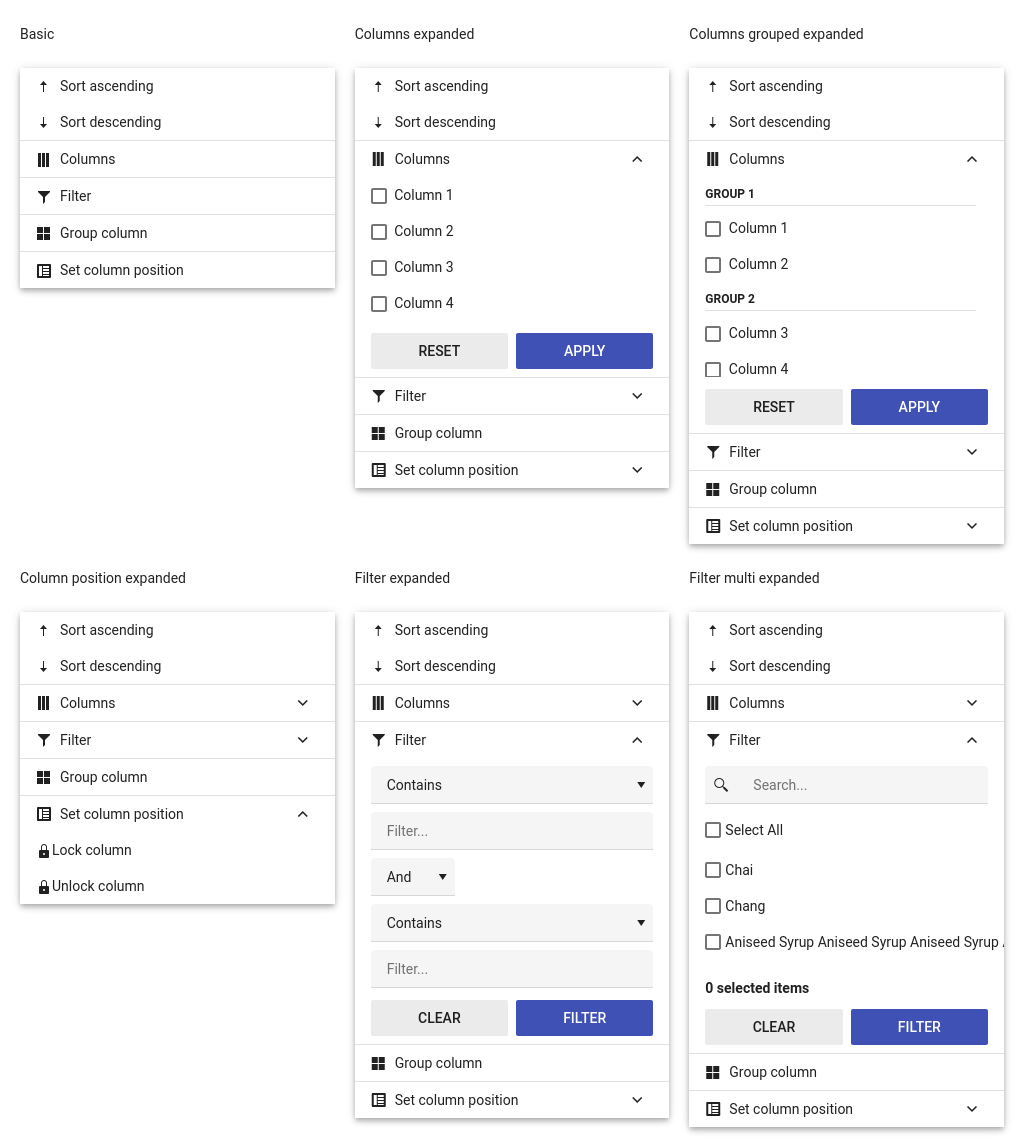 Basic
Sort ascending
Sort descending
Columns
Filter
Group column
Set column position
Columns expanded
Sort ascending
Sort descending
Columns
Column 1
Column 2
Column 3
Column 4
RESET APPLY
Filter
Group column
Set column position
Columns grouped expanded
Sort ascending
Sort descending
Columns
GROUP 1
Column 1
Column 2
GROUP 2
Column 3
Column 4
RESET APPLY
Filter
Group column
Set column position
Column position expanded
Sort ascending
Sort descending
Columns
Filter
Group column
Set column position
Lock column
Unlock column
Filter expanded
Sort ascending
Sort descending
Columns
Filter
Contains
Filter...
And
Contains
Filter...
CLEAR FILTER
Group column
Set column position
Filter multi expanded
Sort ascending
Sort descending
Columns
Filter
Search...
Select All
Chai
Chang
Aniseed Syrup Aniseed Syrup Aniseed Syrup
0 selected items
CLEAR FILTER
Group column
Set column position